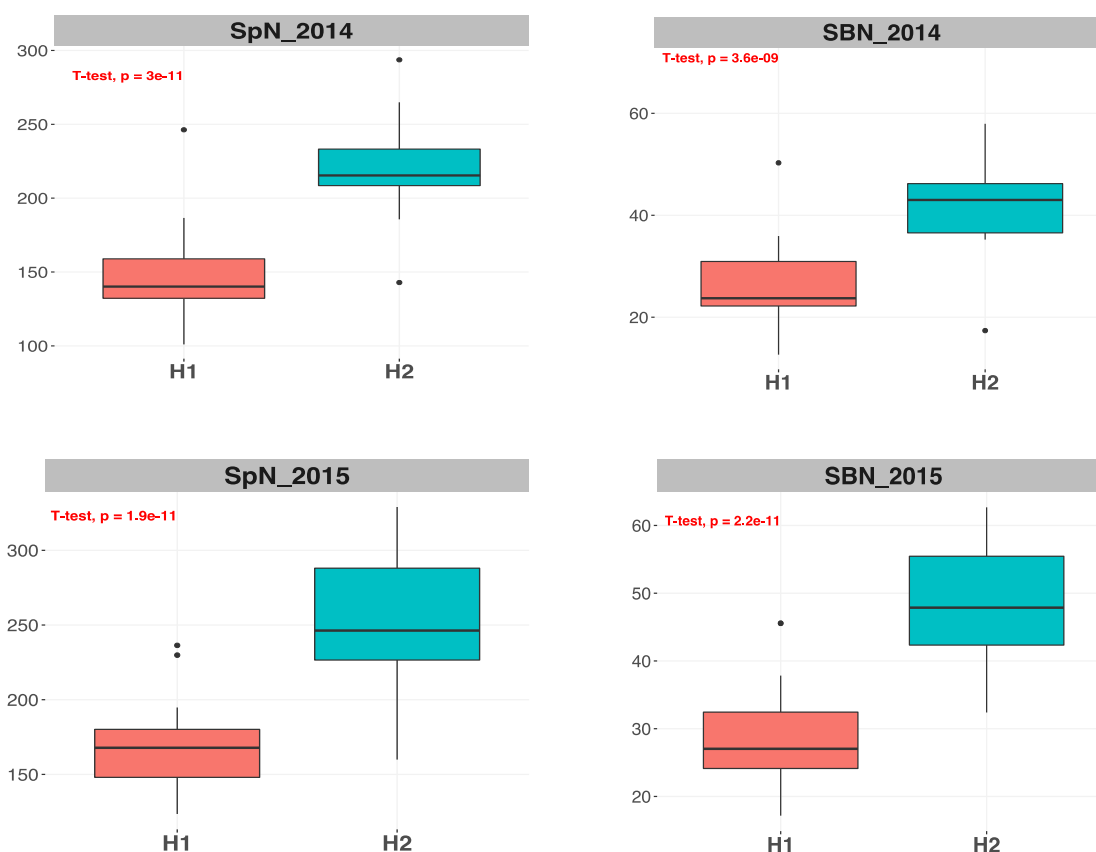 SpN_2014
T-test, p = 3e-11
300
250
200
150
100
H1 H2
SBN_2014
T-test, p = 3.6e-09
60
40
20
H1 H2
SpN_2015
T-test, p = 1.9e-11
300
250
200
150
H1 H2
SBN_2015
T-test, p = 2.2e-11
60
50
40
30
20
H1 H2